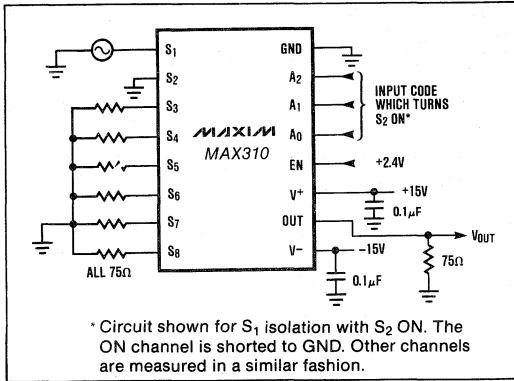 S1
S2
S3
S4
S5
S6
S7
S8
ALL 75Ω
MAXIM
MAX310
GND
A2
A1
A0
EN
V+
OUT
V−
INPUT CODE
WHICH TURNS
S2 ON*
+2.4V
+15V
0.1μF
VOUT
−15V
75Ω
0.1μF
* Circuit shown for S1 isolation with S2 ON. The
ON channel is shorted to GND. Other channels
are measured in a similar fashion.